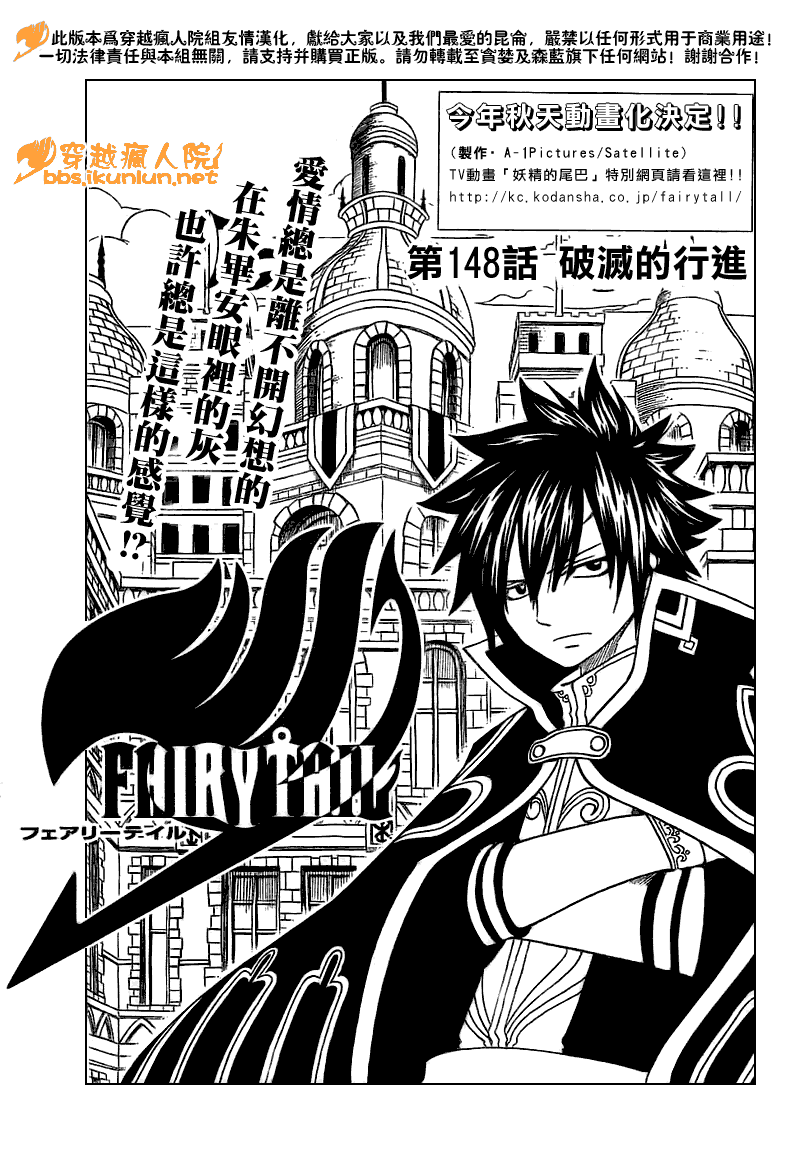 此版本爲穿越瘋人院組友情漢化，獻給大家以及我們最愛的昆侖，嚴禁以任何形式用于商業用途！
一切法律責任與本組無關，請支持并購買正版。請勿轉載至貪婪及森藍旗下任何網站！謝謝合作！
穿越瘋人院
bbs.ikunlun.net
今年秋天動畫化決定!!
(製作・A-1Pictures/Satellite)
TV動畫「妖精的尾巴」特別網頁請看這裡!!
http://kc.kodansha.co.jp/fairytall/
第148話 破滅的行進
愛情總是離不開幻想的
在朱畢安眼裡的灰
也許總是這樣的感覺!?
FAIRY TAIL
フェアリーテイル